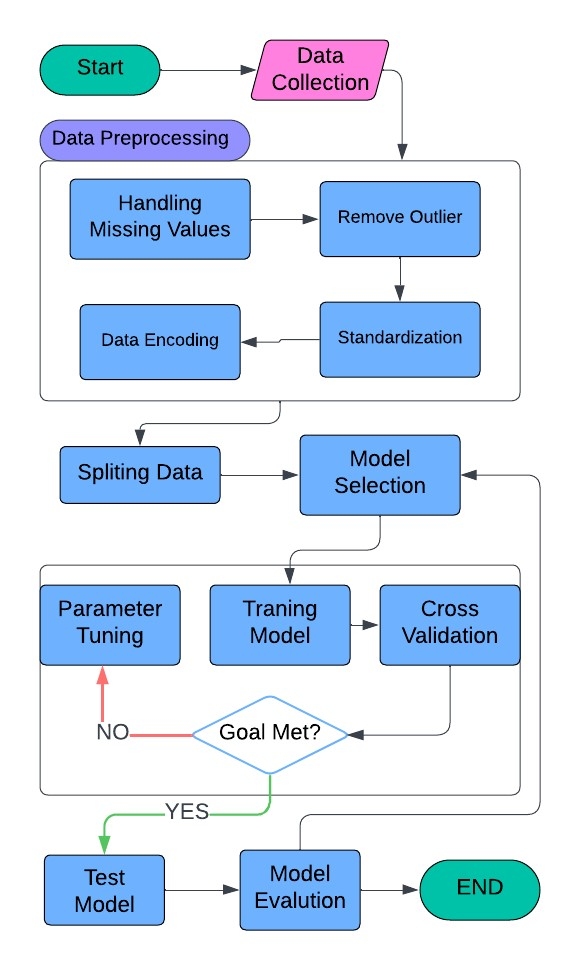 Start
Data
Collection
Data Preprocessing
Handling
Missing Values
Remove Outlier
Data Encoding
Standardization
Spliting Data
Model
Selection
Parameter
Tuning
Traning
Model
Cross
Validation
NO
Goal Met?
YES
Test
Model
Model
Evalution
END